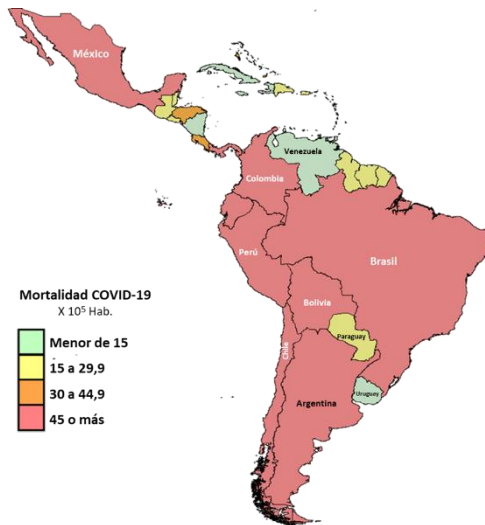 México
Venezuela
Colombia
Perú
Brasil
Bolivia
Paraguay
Chile
Argentina
Uruguay
Mortalidad COVID-19
X 10⁵ Hab.
Menor de 15
15 a 29,9
30 a 44,9
45 o más